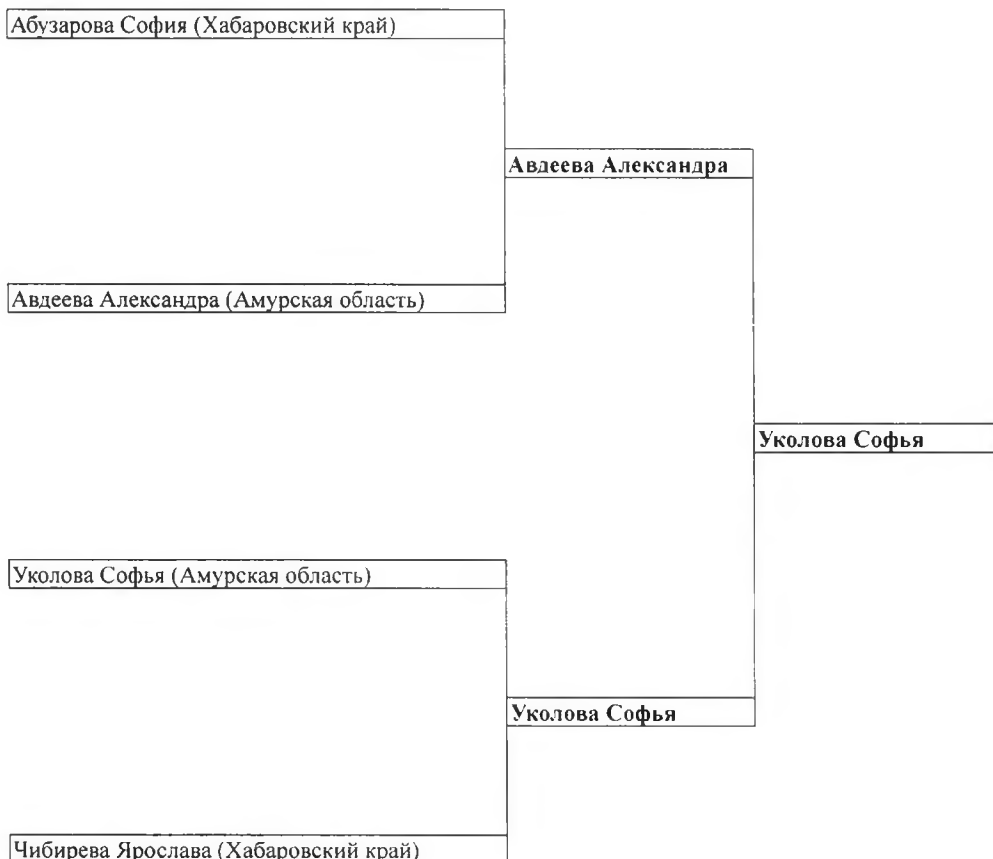 Абузарова София (Хабаровский край)
Авдеева Александра
Авдеева Александра (Амурская область)
Уколова Софья
Уколова Софья (Амурская область)
Уколова Софья
Чибирева Ярослава (Хабаровский край)